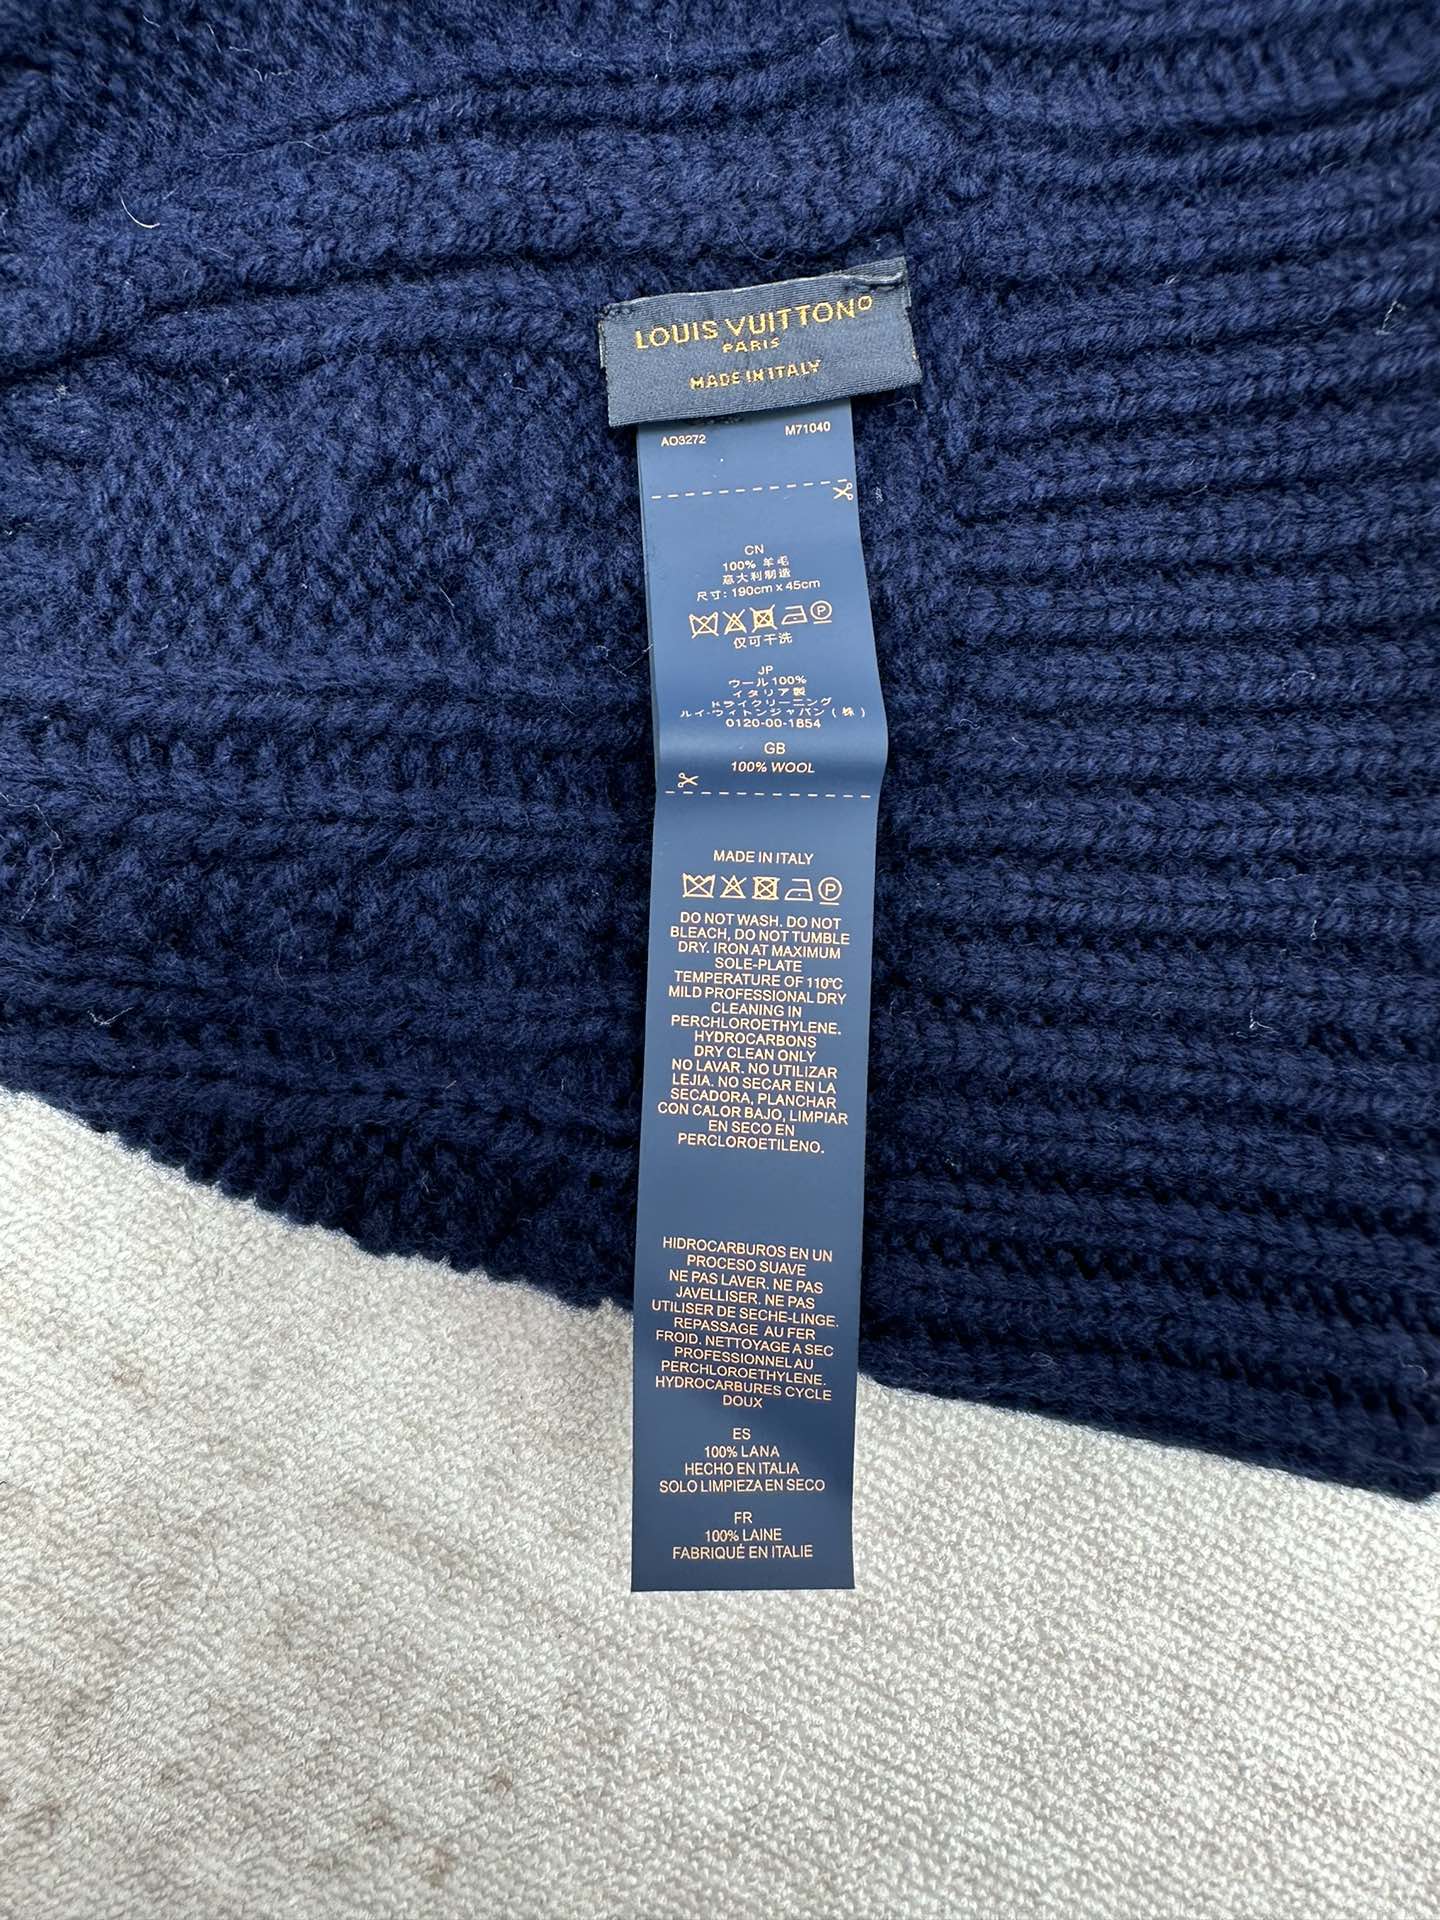 LOUIS VUITTON
PARIS
MADE IN ITALY
AO3272 M71040
CN
100% 羊毛
意大利制造
尺寸: 190cm x 45cm
仅可干洗
JP
ウール 100%
イタリア製
ドライクリーニング
ルイ・ヴィトンジャパン (株)
0120-00-1854
GB
100% WOOL
MADE IN ITALY
P
DO NOT WASH. DO NOT
BLEACH, DO NOT TUMBLE
DRY. IRON AT MAXIMUM
SOLE-PLATE
TEMPERATURE OF 110°C
MILD PROFESSIONAL DRY
CLEANING IN
PERCHLOROETHYLENE.
HYDROCARBONS
DRY CLEAN ONLY
NO LAVAR. NO UTILIZAR
LEJIA. NO SECAR EN LA
SECADORA, PLANCHAR
CON CALOR BAJO, LIMPIAR
EN SECO EN
PERCLOROETILENO.
HIDROCARBUROS EN UN
PROCESO SUAVE
NE PAS LAVER. NE PAS
JAVELLISER. NE PAS
UTILISER DE SECHE-LINGE.
REPASSAGE AU FER
FROID. NETTOYAGE A SEC
PROFESSIONNEL AU
PERCHLOROETHYLENE.
HYDROCARBURES CYCLE
DOUX
ES
100% LANA
HECHO EN ITALIA
SOLO LIMPIEZA EN SECO
FR
100% LAINE
FABRIQUÉ EN ITALIE